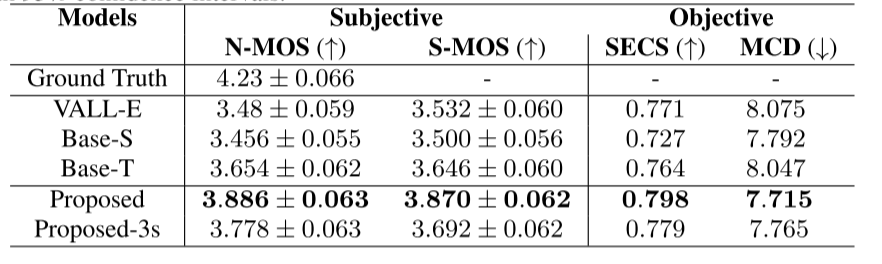 Models Subjective Objective
N-MOS (↑) S-MOS (↑) SECS (↑) MCD (↓)
Ground Truth 4.23 ± 0.066 - - -
VALL-E 3.48 ± 0.059 3.532 ± 0.060 0.771 8.075
Base-S 3.456 ± 0.055 3.500 ± 0.056 0.727 7.792
Base-T 3.654 ± 0.062 3.646 ± 0.060 0.764 8.047
Proposed 3.886 ± 0.063 3.870 ± 0.062 0.798 7.715
Proposed-3s 3.778 ± 0.063 3.692 ± 0.062 0.779 7.765